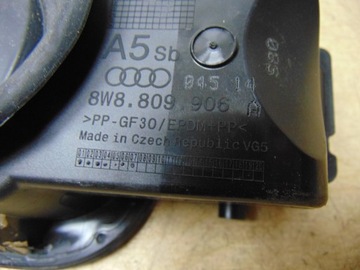 A5 Sb
045 14
8W8.809.906 A
>PP-GF30/EPDM+PP<
Made in Czech Republic VG5